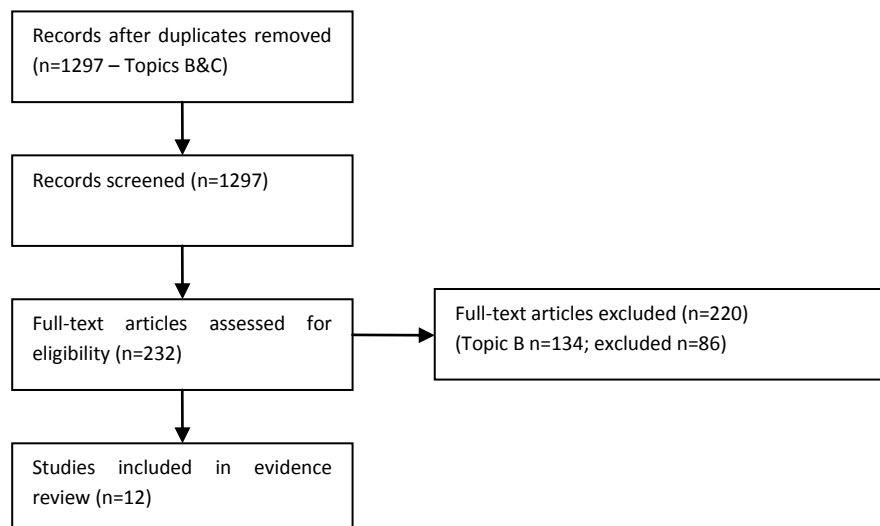 Records after duplicates removed
(n=1297 – Topics B&C)
Records screened (n=1297)
Full-text articles assessed for
eligibility (n=232)
Full-text articles excluded (n=220)
(Topic B n=134; excluded n=86)
Studies included in evidence
review (n=12)